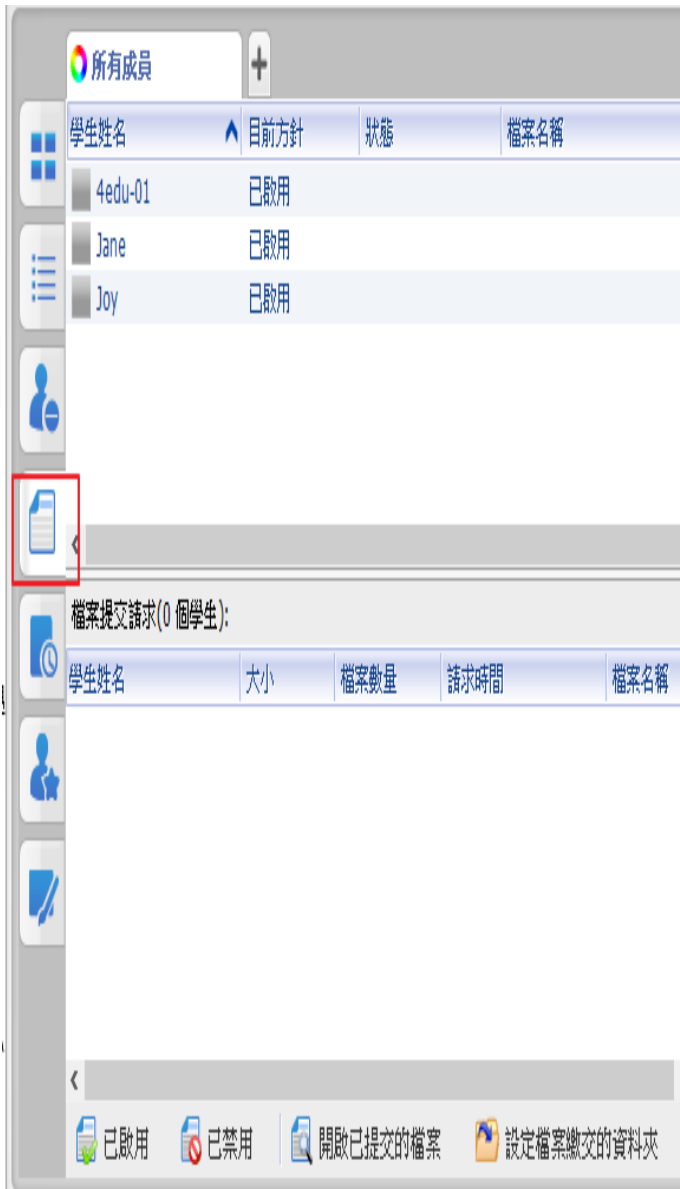 所有成員
學生姓名 目前方針 狀態 檔案名稱
4edu-01 已啟用
Jane 已啟用
Joy 已啟用
檔案提交請求(0 個學生):
學生姓名 大小 檔案數量 請求時間 檔案名稱
已啟用 已禁用 開啟已提交的檔案 設定檔案繳交的資料夾